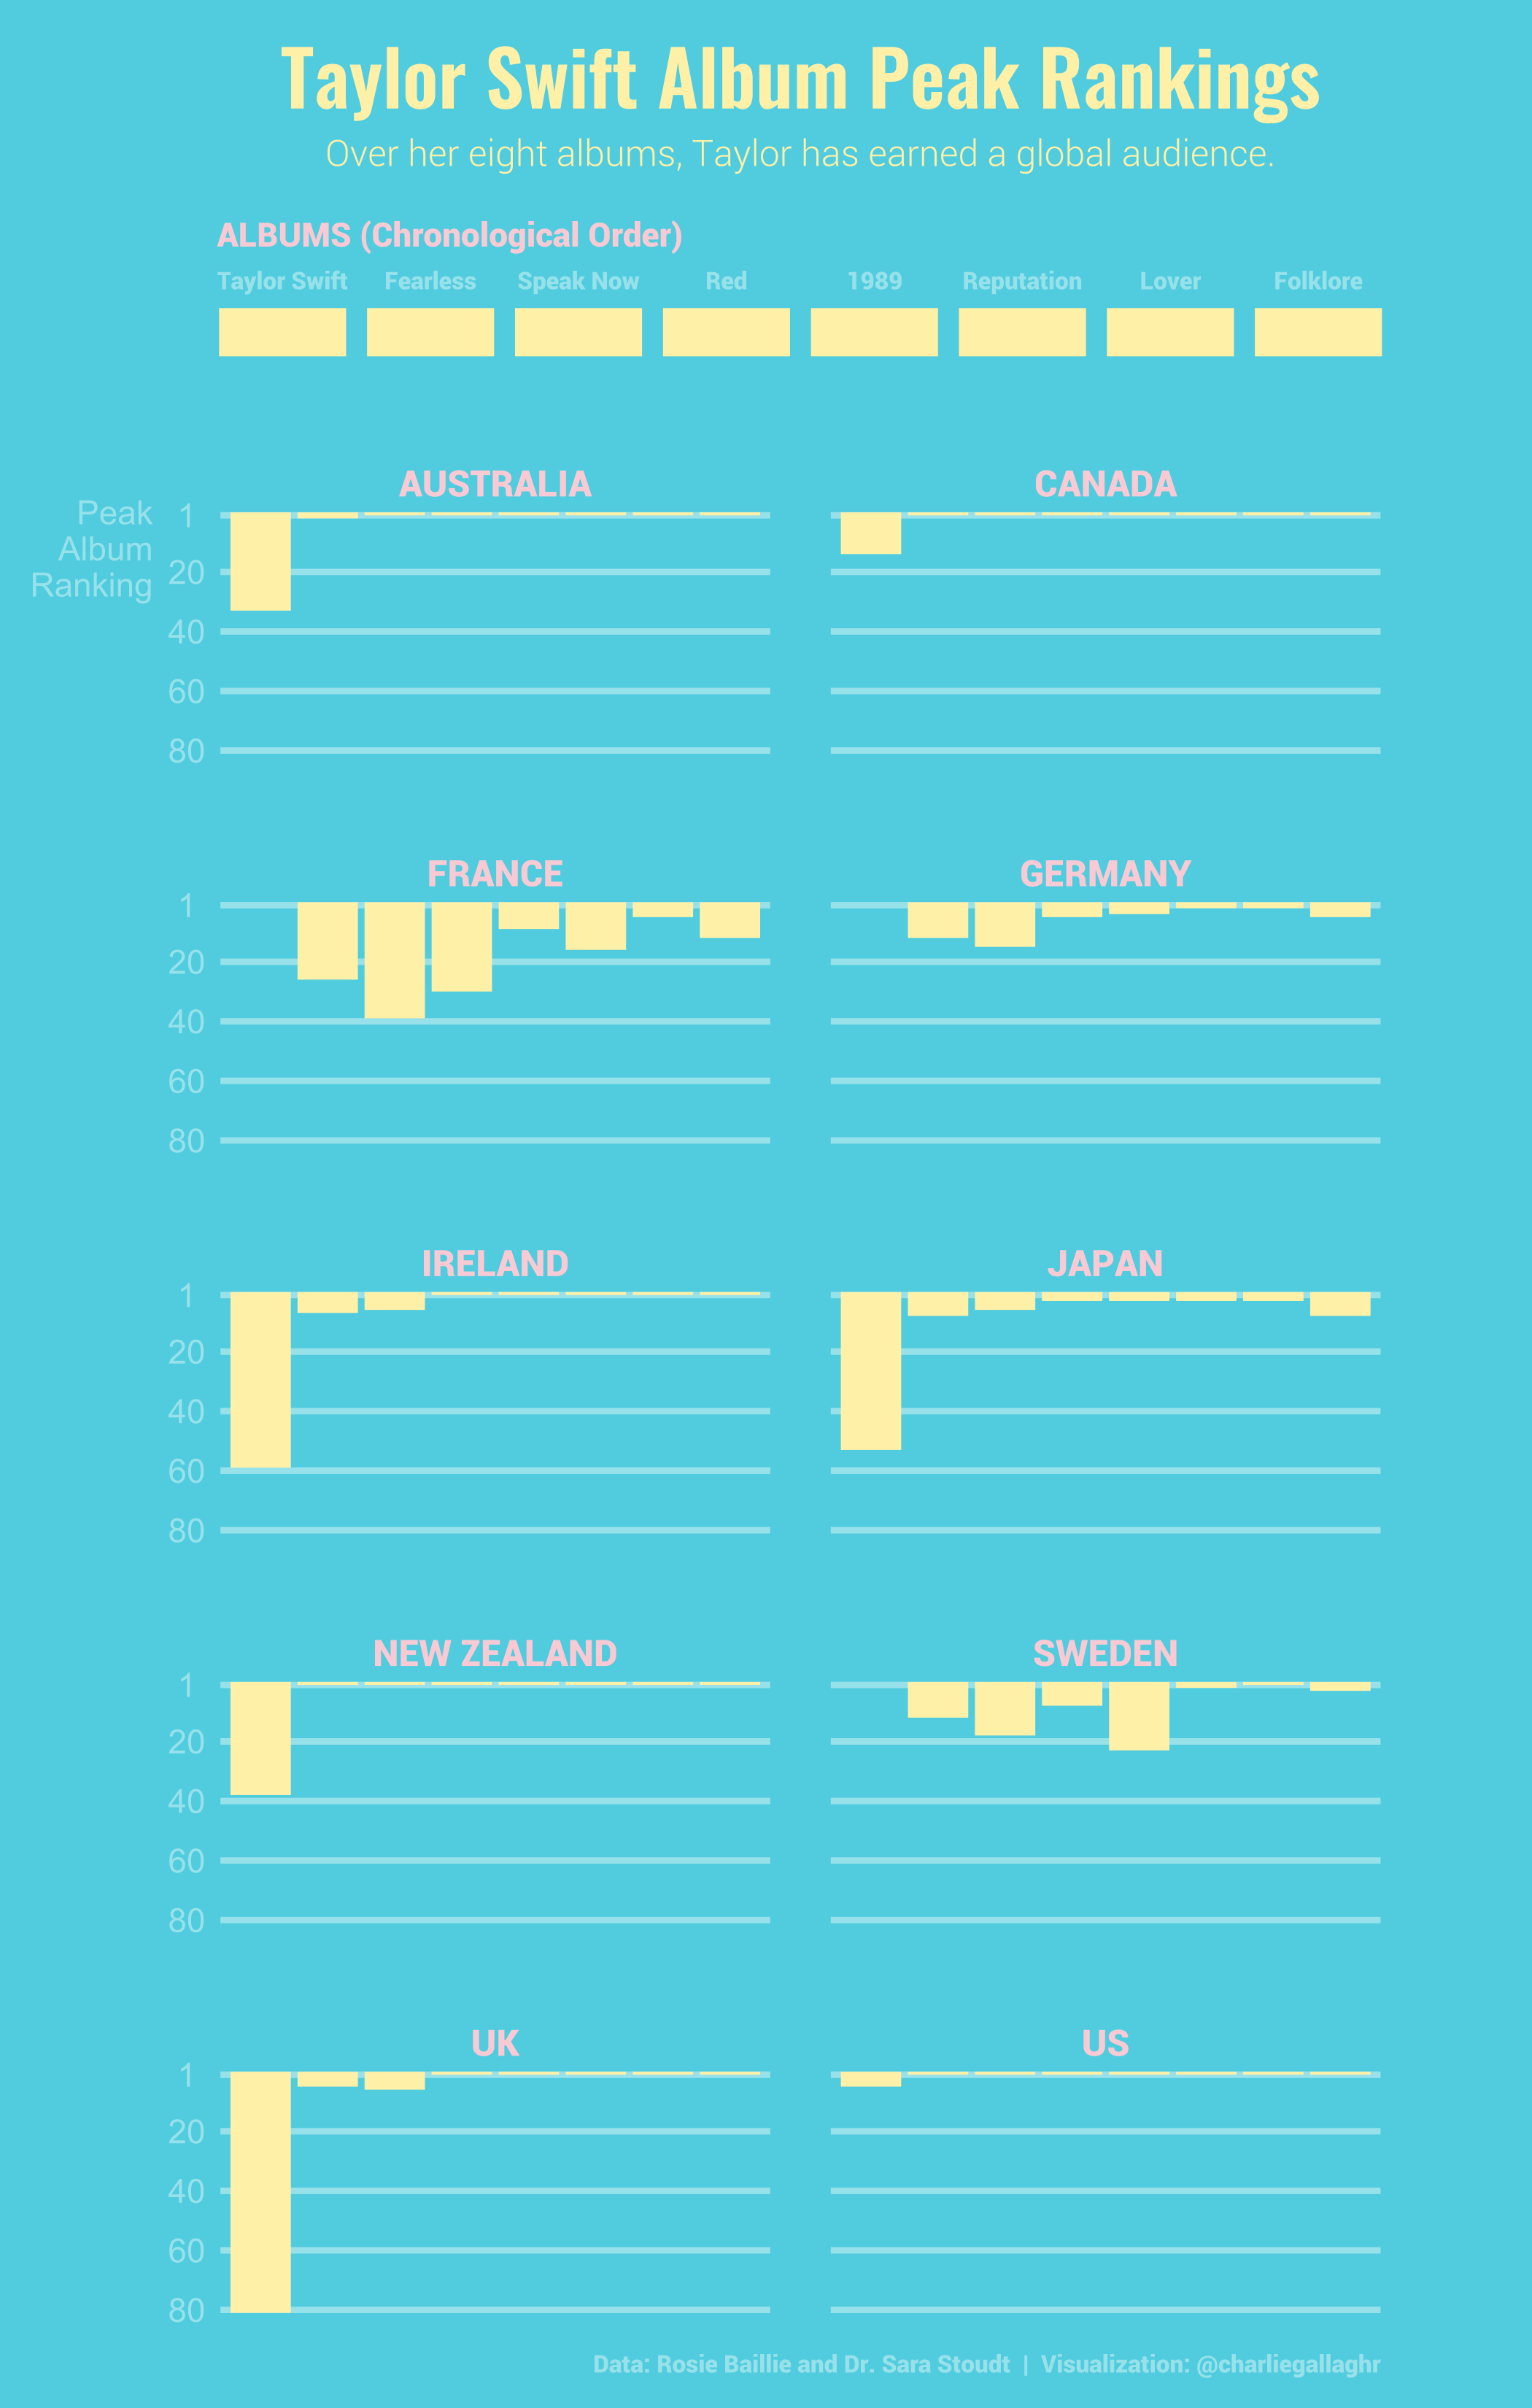 Taylor Swift Album Peak Rankings
Over her eight albums, Taylor has earned a global audience.
ALBUMS (Chronological Order)
Taylor Swift Fearless Speak Now Red 1989 Reputation Lover Folklore
AUSTRALIA CANADA
Peak Album Ranking
1
20
40
60
80
FRANCE GERMANY
1
20
40
60
80
IRELAND JAPAN
1
20
40
60
80
NEW ZEALAND SWEDEN
1
20
40
60
80
UK US
1
20
40
60
80
Data: Rosie Baillie and Dr. Sara Stoudt | Visualization: @charliegallaghr